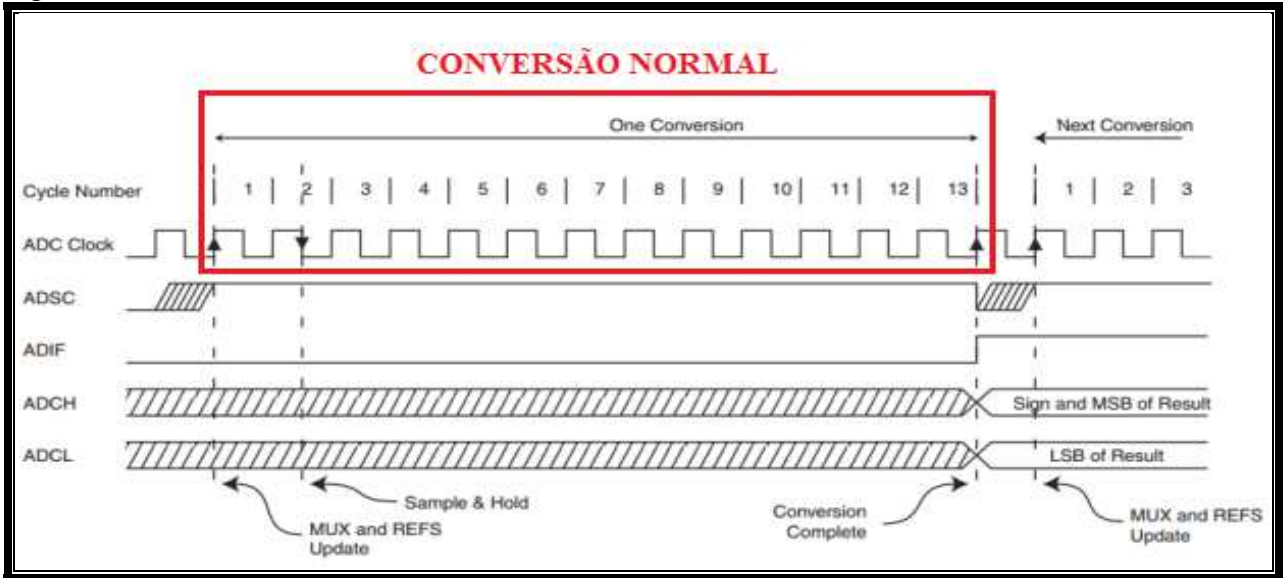 CONVERSÃO NORMAL
One Conversion Next Conversion
Cycle Number 1 2 3 4 5 6 7 8 9 10 11 12 13 1 2 3
ADC Clock
ADSC
ADIF
ADCH Sign and MSB of Result
ADCL LSB of Result
Sample & Hold
MUX and REFS
Update
Conversion
Complete
MUX and REFS
Update